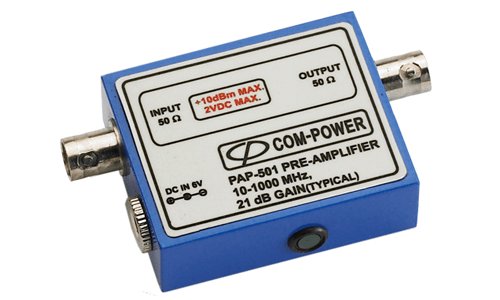 INPUT
50 Ω
+10dBm MAX.
2VDC MAX.
OUTPUT
50 Ω
COM-POWER
PAP-501 PRE-AMPLIFIER
10-1000 MHz,
21 dB GAIN(TYPICAL)
DC IN 6V